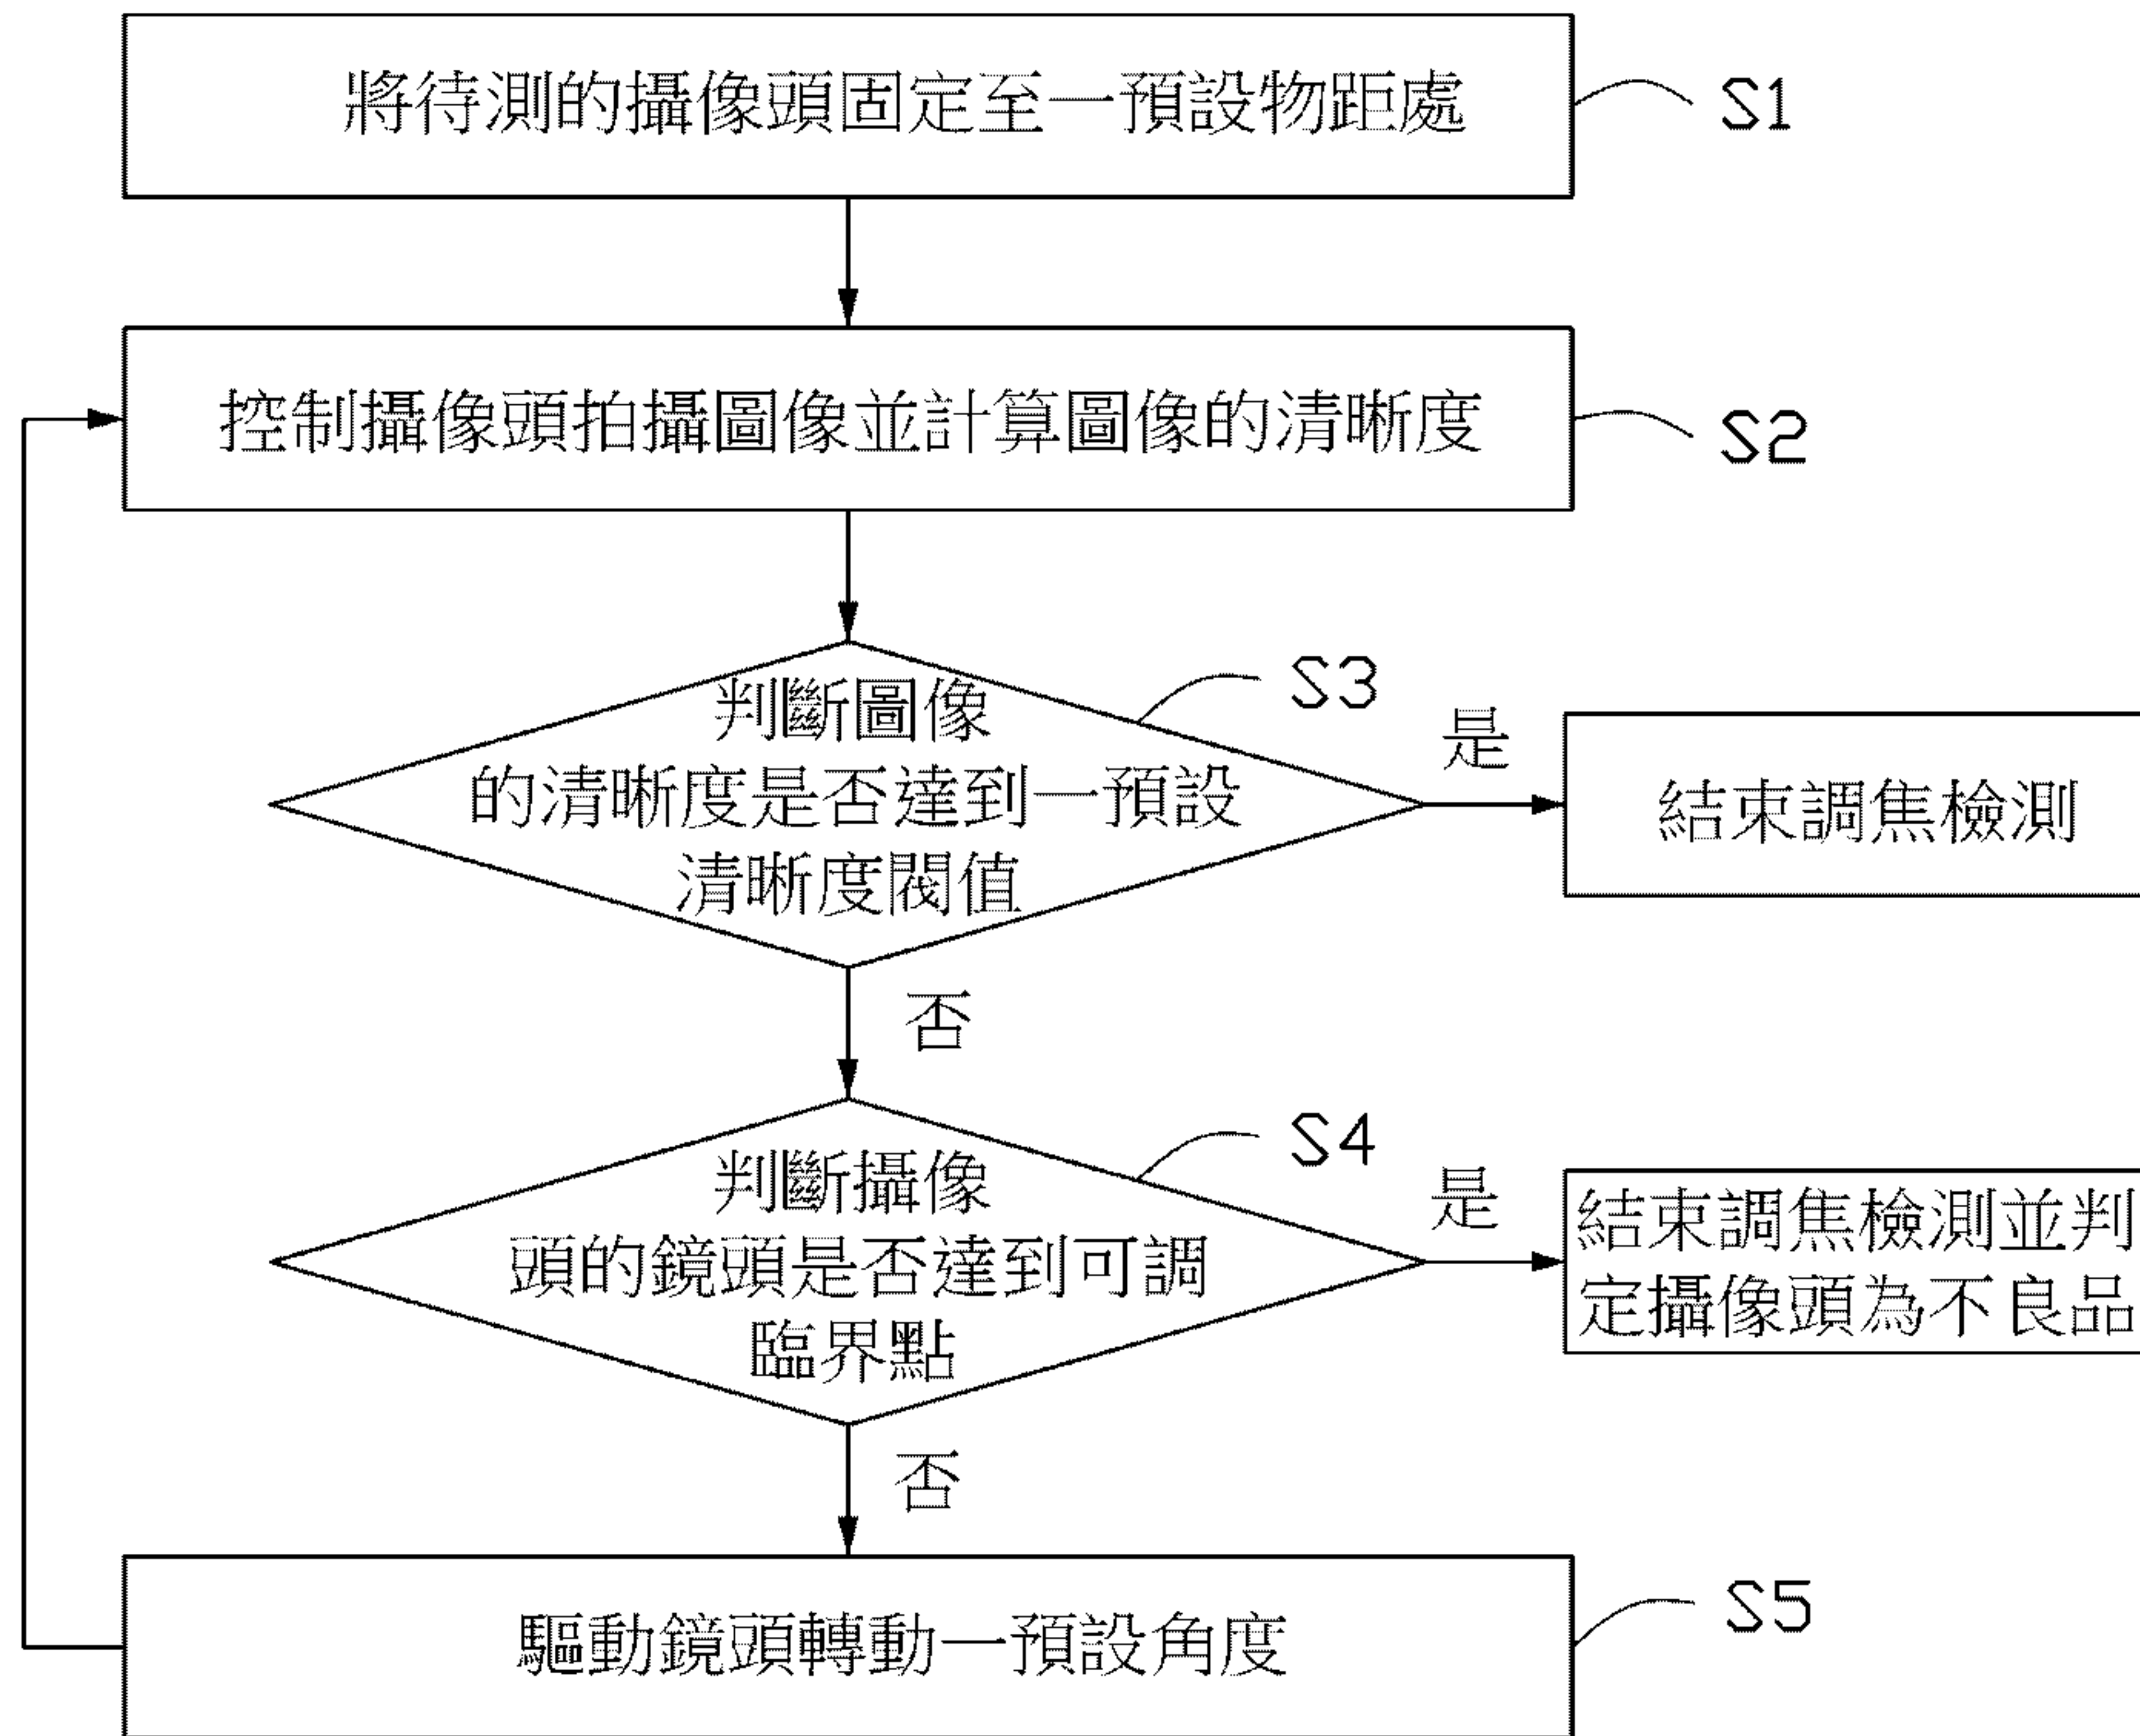 將待測的攝像頭固定至一預設物距處
S1
控制攝像頭拍攝圖像並計算圖像的清晰度
S2
判斷圖像
的清晰度是否達到一預設
清晰度閥值
S3
是
結束調焦檢測
否
判斷攝像
頭的鏡頭是否達到可調
臨界點
S4
是
結束調焦檢測並判
定攝像頭為不良品
否
驅動鏡頭轉動一預設角度
S5